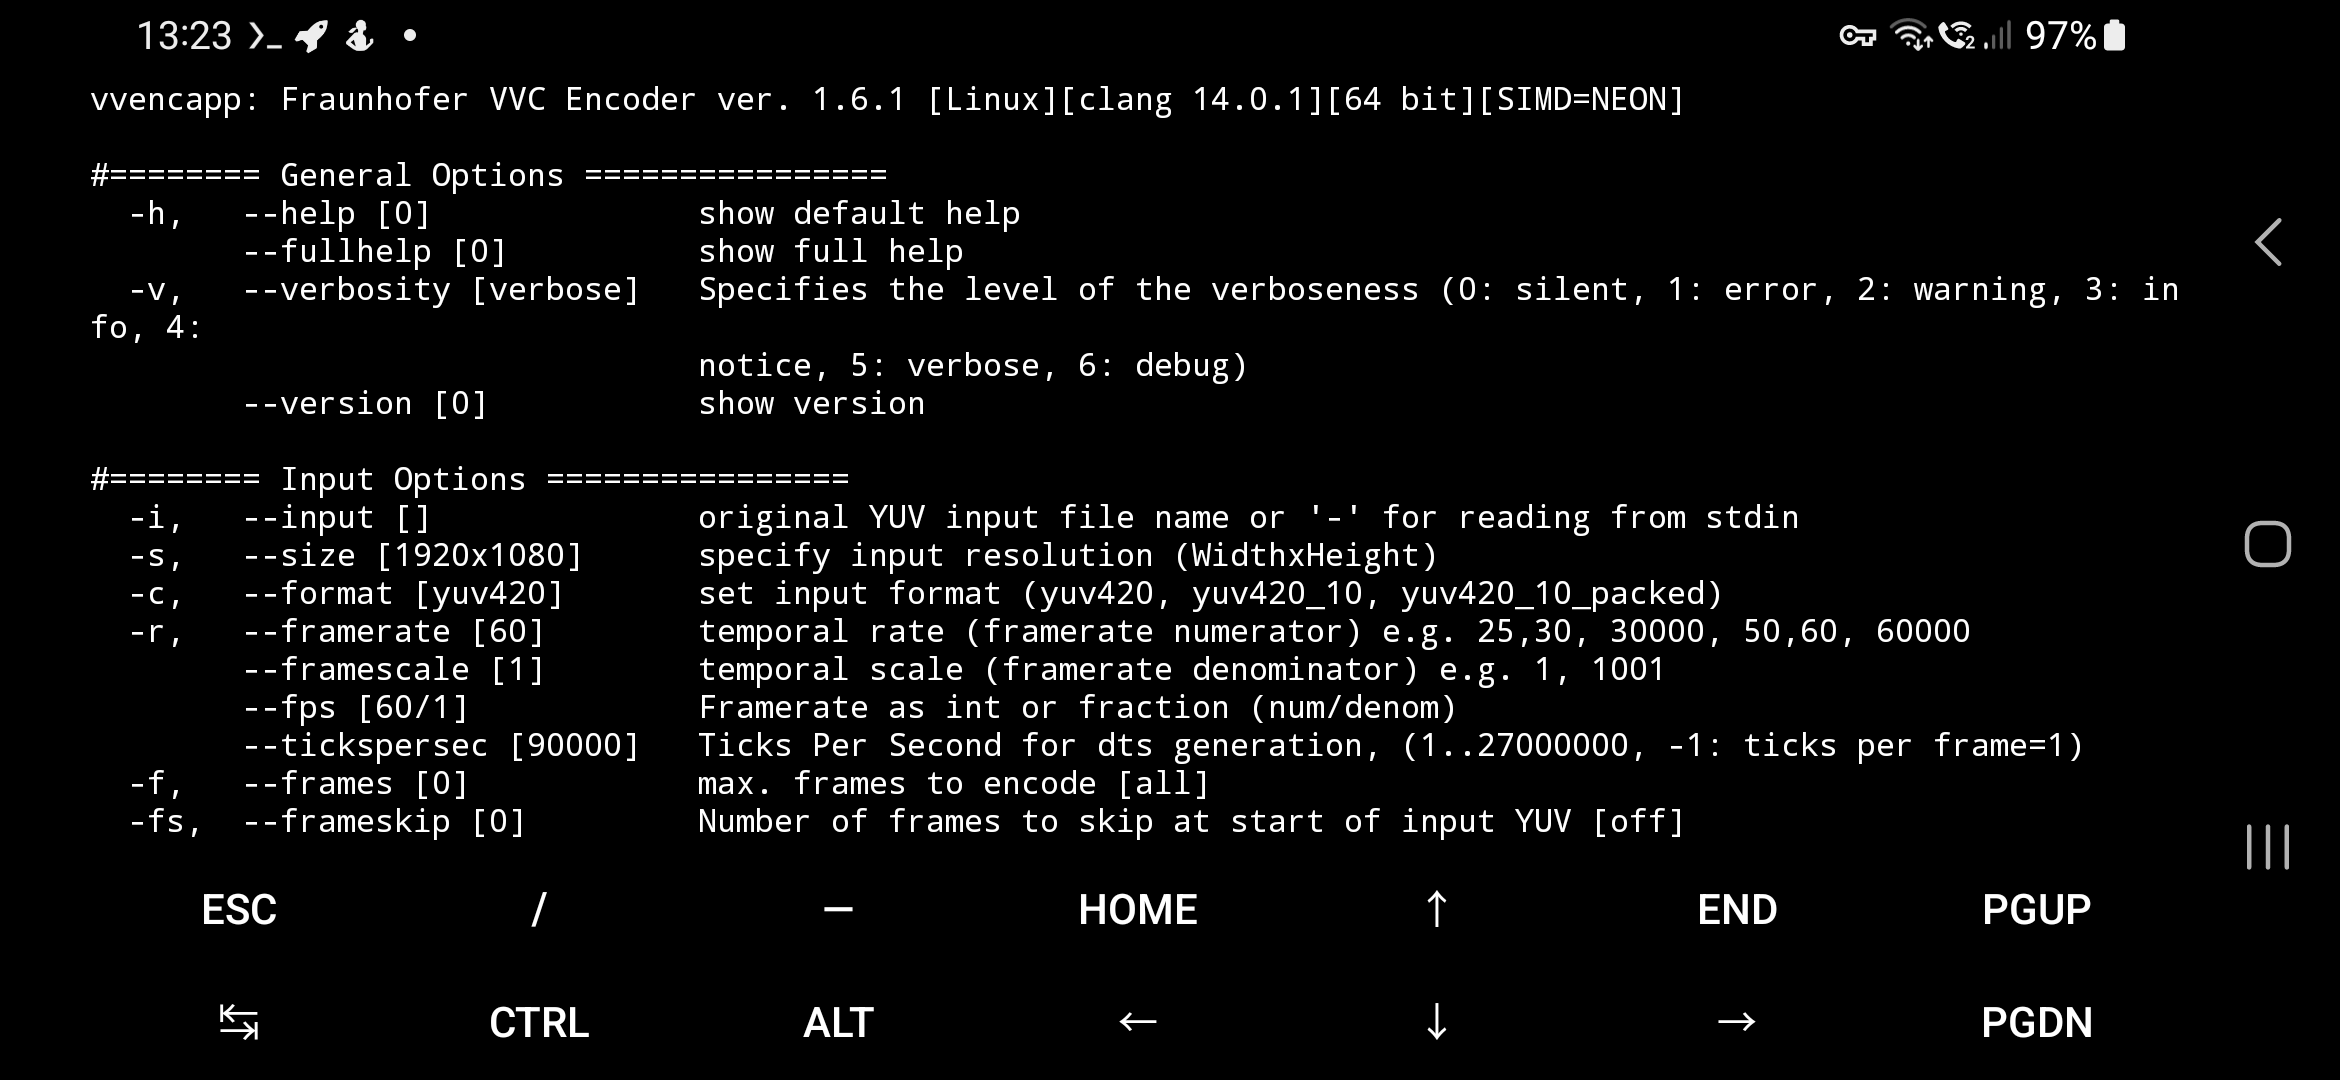 13:23 97%
vvencapp: Fraunhofer VVC Encoder ver. 1.6.1 [Linux][clang 14.0.1][64 bit][SIMD=NEON]
#======== General Options ================
  -h,   --help [0]              show default help
        --fullhelp [0]          show full help
  -v,   --verbosity [verbose]   Specifies the level of the verboseness (0: silent, 1: error, 2: warning, 3: in
fo, 4:
                                notice, 5: verbose, 6: debug)
        --version [0]           show version
#======== Input Options ================
  -i,   --input []              original YUV input file name or '-' for reading from stdin
  -s,   --size [1920x1080]      specify input resolution (WidthxHeight)
  -c,   --format [yuv420]       set input format (yuv420, yuv420_10, yuv420_10_packed)
  -r,   --framerate [60]        temporal rate (framerate numerator) e.g. 25,30, 30000, 50,60, 60000
        --framescale [1]        temporal scale (framerate denominator) e.g. 1, 1001
        --fps [60/1]            Framerate as int or fraction (num/denom)
        --tickspersec [90000]   Ticks Per Second for dts generation, (1..27000000, -1: ticks per frame=1)
  -f,   --frames [0]            max. frames to encode [all]
  -fs,  --frameskip [0]         Number of frames to skip at start of input YUV [off]
ESC / — HOME ↑ END PGUP
↹ CTRL ALT ← ↓ → PGDN